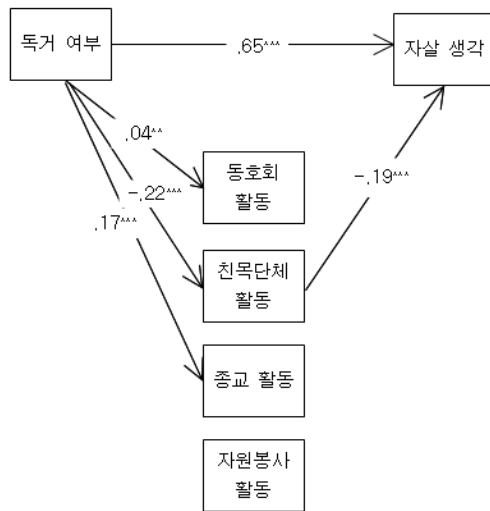 독거 여부
.65***
자살 생각
.04**
-.22***
.17***
-.19***
동호회
활동
친목단체
활동
종교 활동
자원봉사
활동